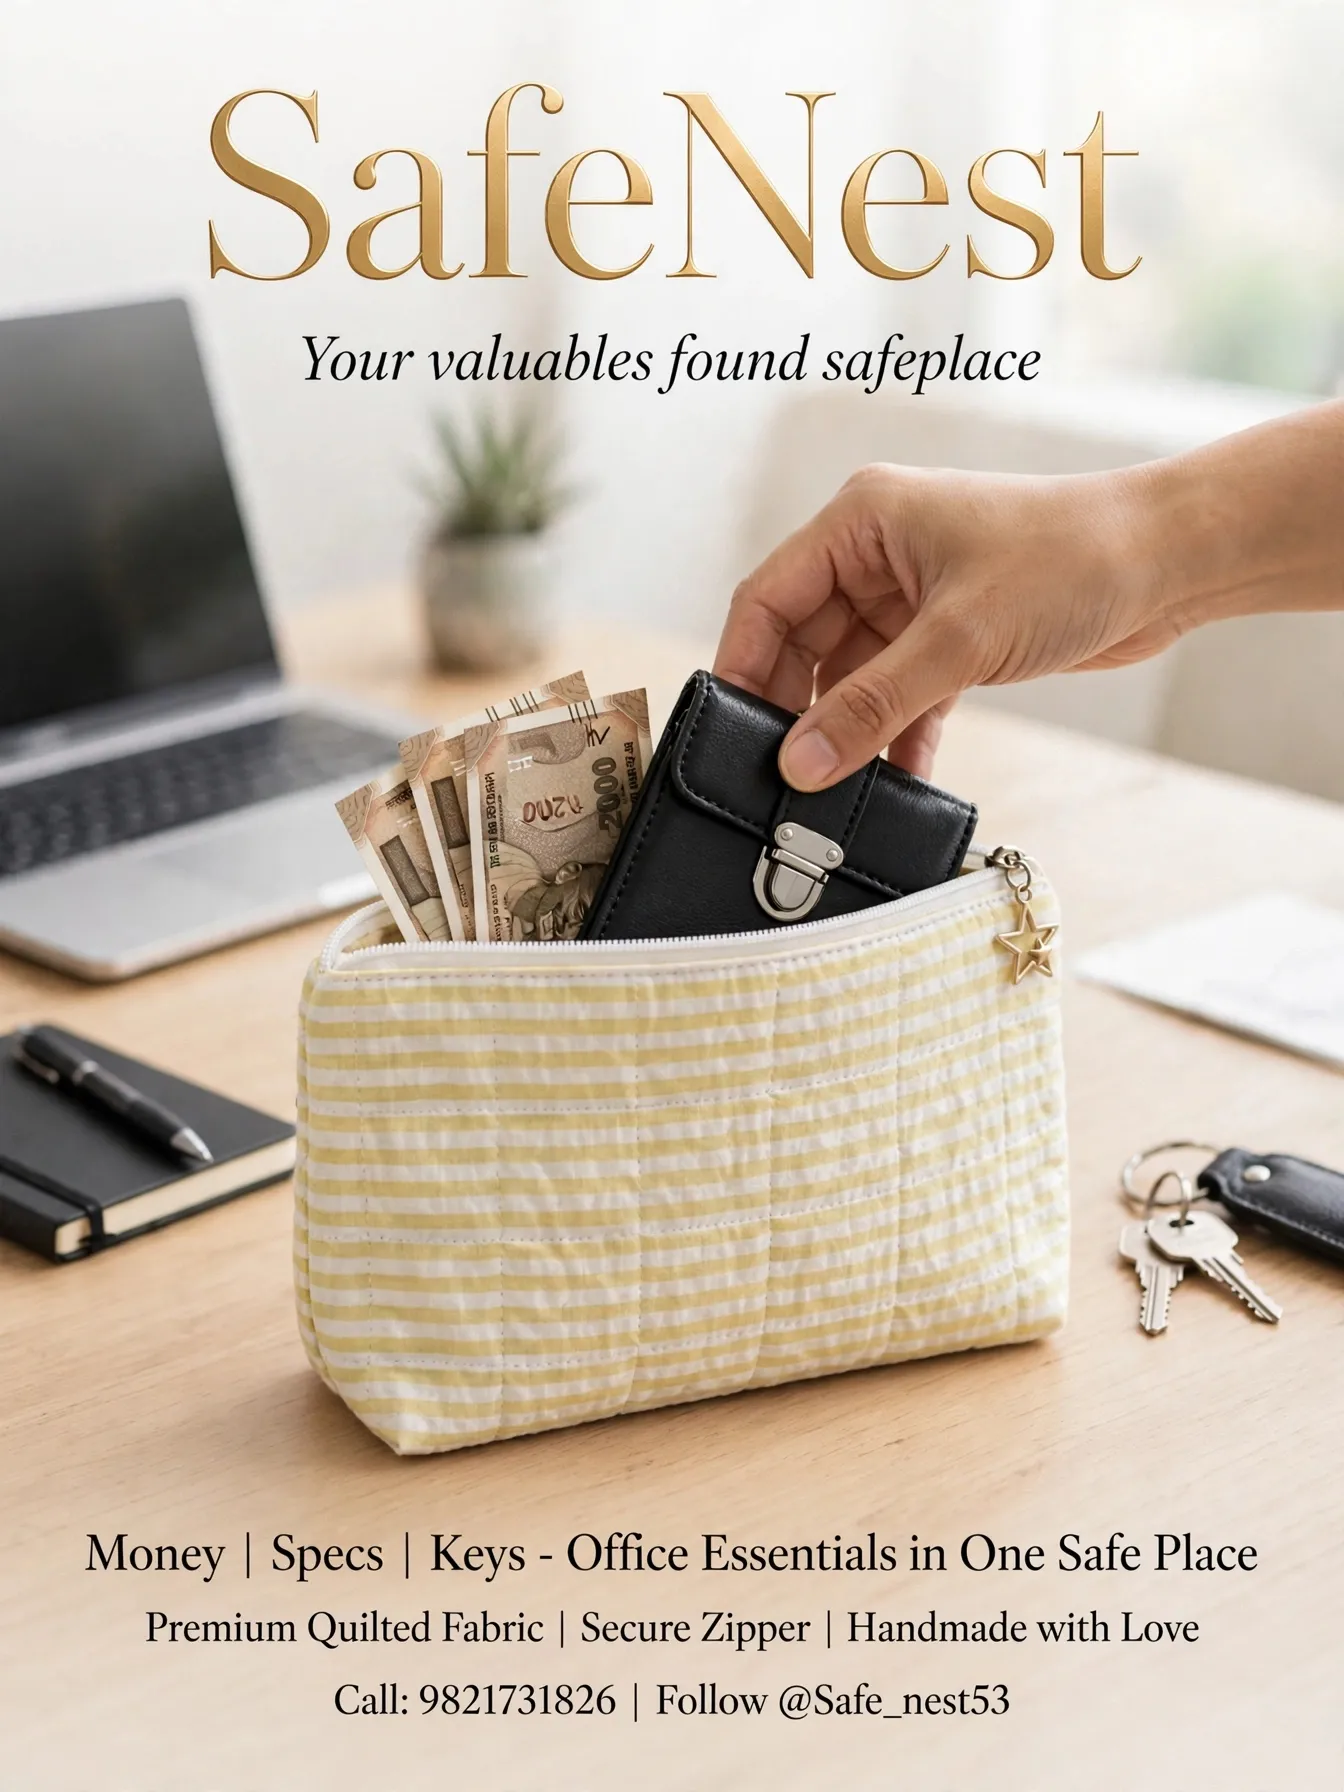 SafeNest
Your valuables found safeplace
2000
Money | Specs | Keys - Office Essentials in One Safe Place
Premium Quilted Fabric | Secure Zipper | Handmade with Love
Call: 9821731826 | Follow @Safe_nest53